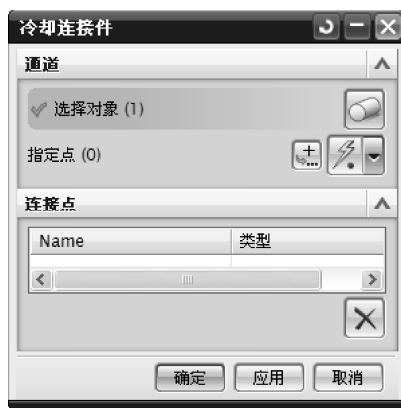 冷却连接件
通道
选择对象 (1)
指定点 (0)
连接点
Name 类型
确定 应用 取消